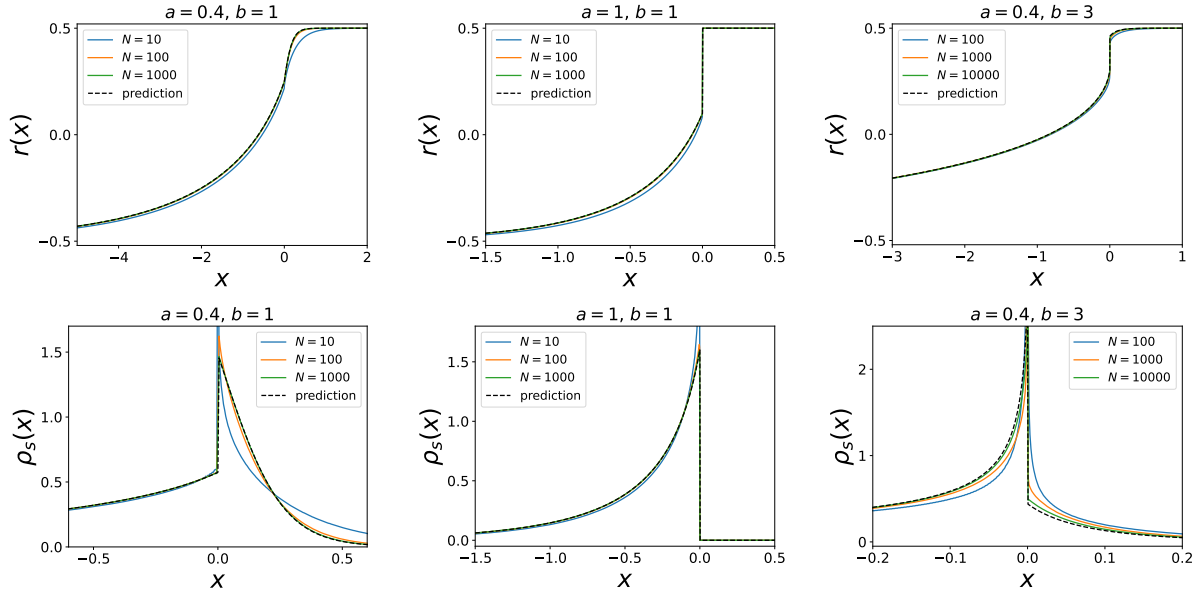 a = 0.4, b = 1
r(x)
0.5
0.0
−0.5
N = 10
N = 100
N = 1000
prediction
−4 −2 0 2
x
a = 1, b = 1
r(x)
0.5
0.0
−0.5
N = 10
N = 100
N = 1000
prediction
−1.5 −1.0 −0.5 0.0 0.5
x
a = 0.4, b = 3
r(x)
0.5
0.0
−0.5
N = 100
N = 1000
N = 10000
prediction
−3 −2 −1 0 1
x
a = 0.4, b = 1
ρs(x)
1.5
1.0
0.5
0.0
N = 10
N = 100
N = 1000
prediction
−0.5 0.0 0.5
x
a = 1, b = 1
ρs(x)
1.5
1.0
0.5
0.0
N = 10
N = 100
N = 1000
prediction
−1.5 −1.0 −0.5 0.0 0.5
x
a = 0.4, b = 3
ρs(x)
2
1
0
N = 100
N = 1000
N = 10000
−0.2 −0.1 0.0 0.1 0.2
x